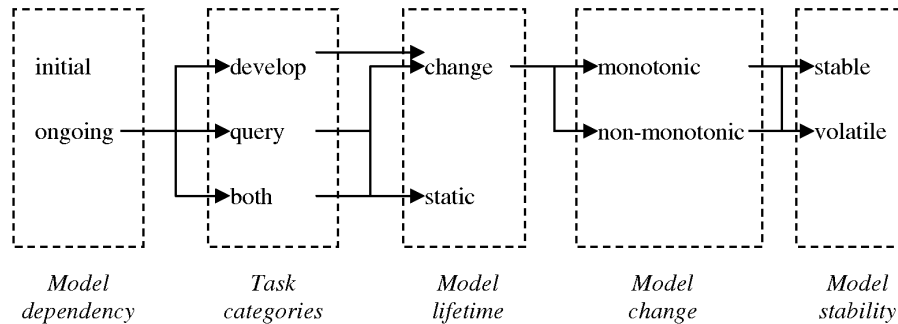 initial
ongoing
develop
query
both
change
static
monotonic
non-monotonic
stable
volatile
Model
dependency
Task
categories
Model
lifetime
Model
change
Model
stability